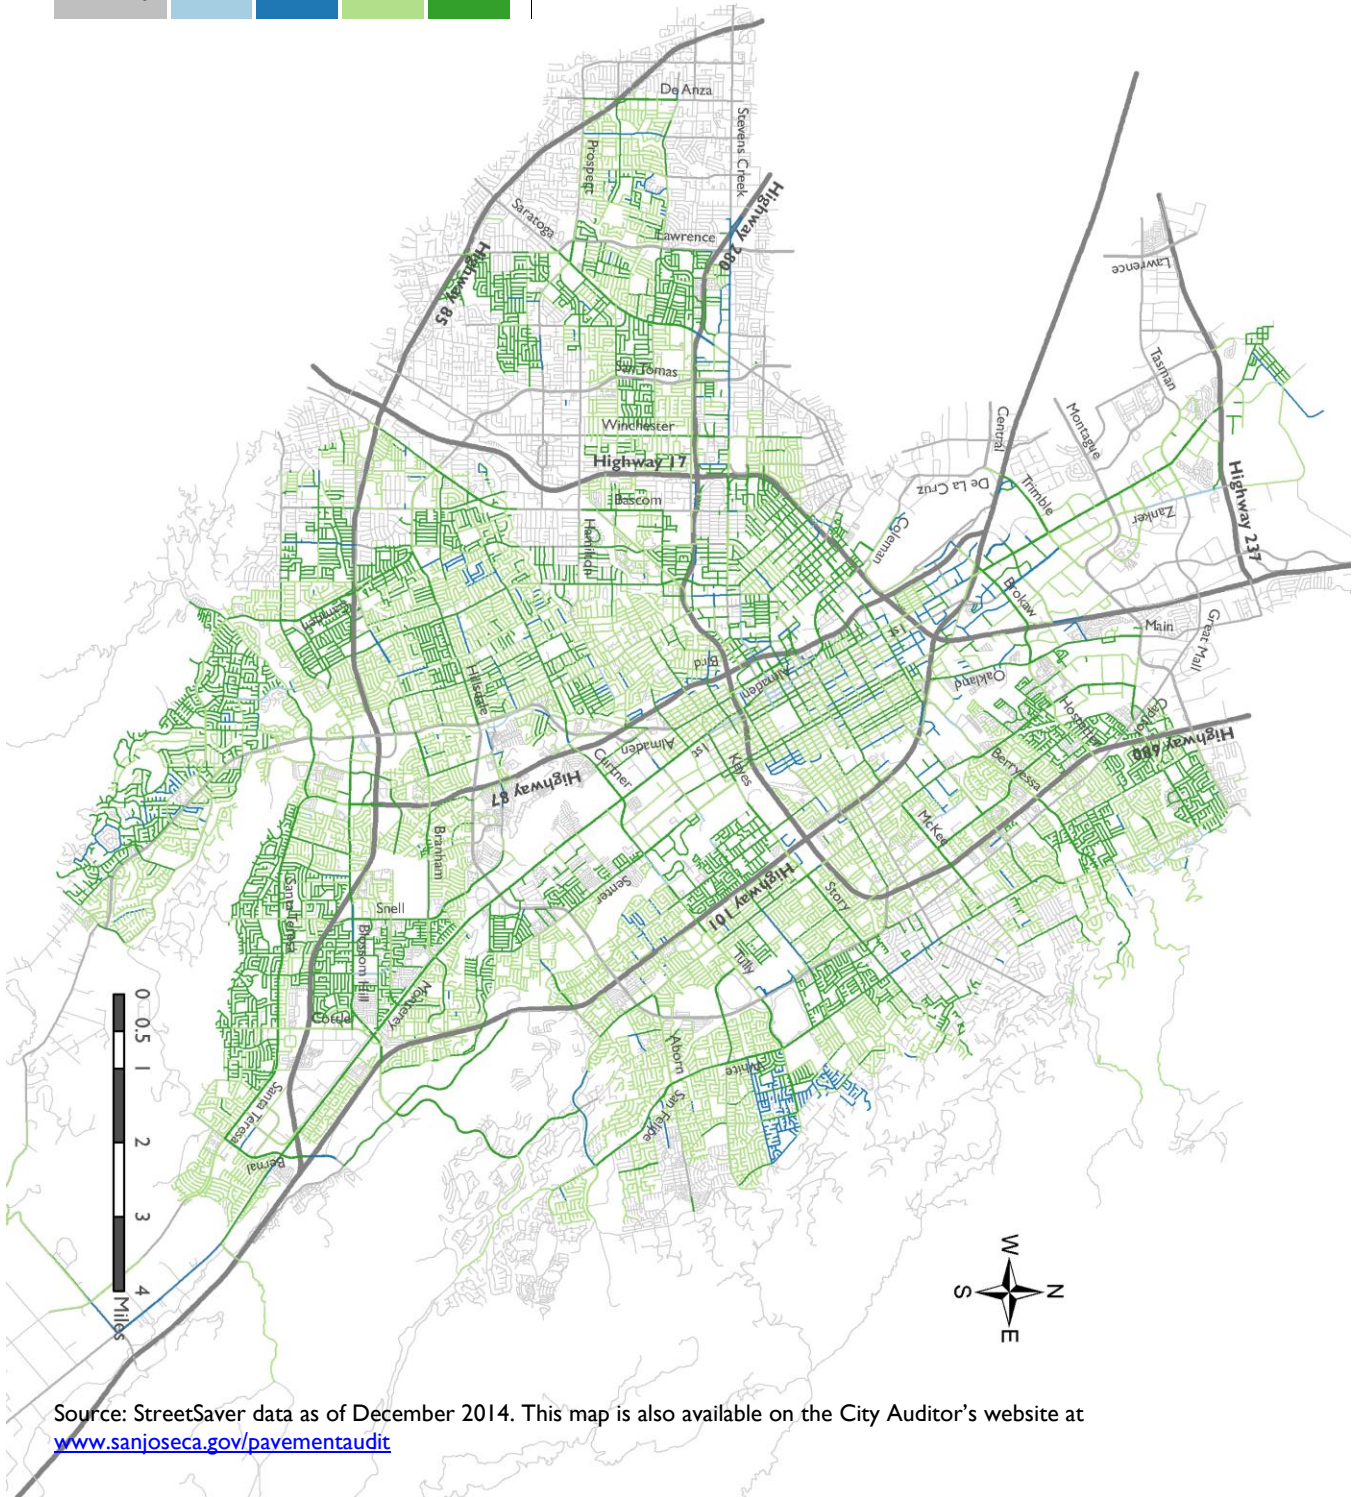 De Anza
Stevens Creek
Prospect
Highway 280
Saratoga
Lawrence
Highway 85
Lawrence
Tasman
San Tomas
Winchester
Central
Montague
Highway 17
Highway 237
De La Cruz
Trimble
Bascom
Zanker
Coleman
Hamilton
Brokaw
Camden
1st
Main
Great Mall
Bird
Almaden
Oakland
Hillsdale
Hostetter
Capitol
Almaden
1st
Keyes
Highway 680
Curtner
Berryessa
Highway 87
McKee
Branham
Senter
Highway 101
Story
Santa Teresa
Snell
Blossom Hill
Tully
Monterey
Cottle
Aborn
White
San Felipe
Santa Teresa
Bernal
0 0.5 1 2 3 4
Miles
W
S N
E
Source: StreetSaver data as of December 2014. This map is also available on the City Auditor's website at
www.sanjoseca.gov/pavementaudit